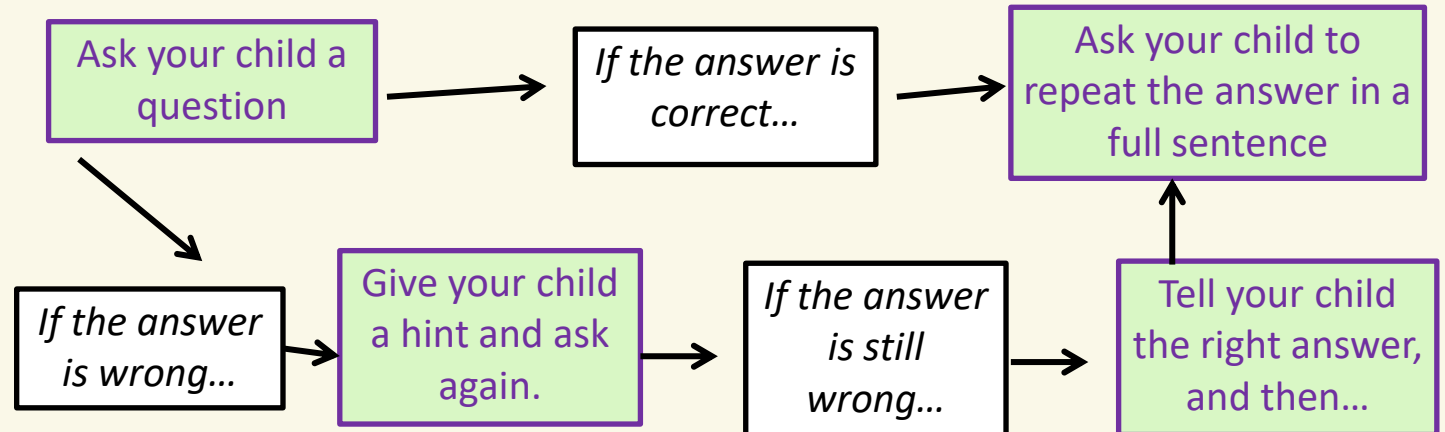 Ask your child a
question
If the answer is
correct…
Ask your child to
repeat the answer in a
full sentence
If the answer
is wrong…
Give your child
a hint and ask
again.
If the answer
is still
wrong…
Tell your child
the right answer,
and then…